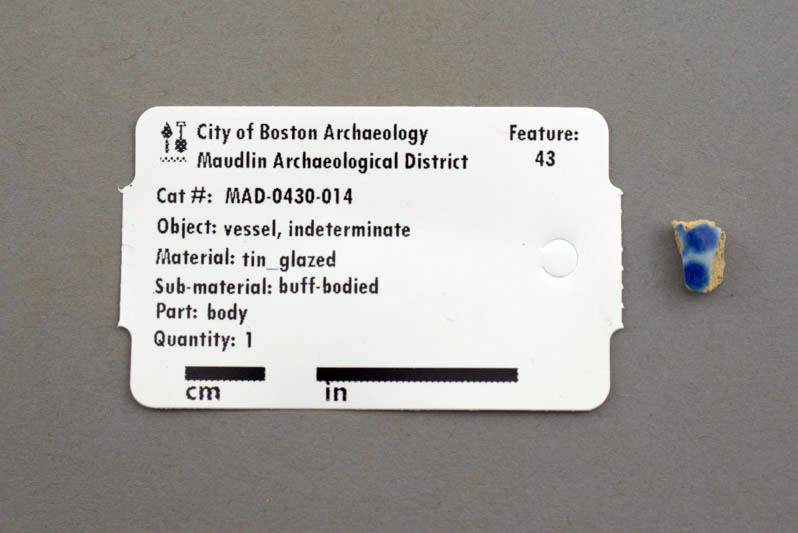 City of Boston Archaeology
Maudlin Archaeological District
Feature:
43
Cat #: MAD-0430-014
Object: vessel, indeterminate
Material: tin_glazed
Sub-material: buff-bodied
Part: body
Quantity: 1
cm in